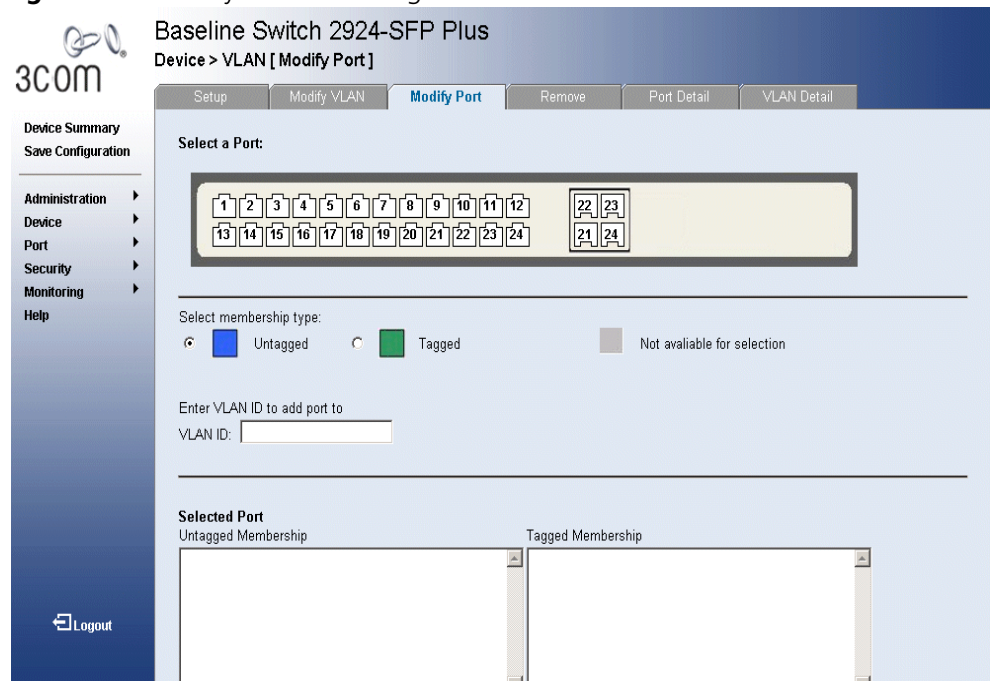 Baseline Switch 2924-SFP Plus
Device > VLAN [ Modify Port ]
3com
Setup Modify VLAN Modify Port Remove Port Detail VLAN Detail
Device Summary
Save Configuration
Administration
Device
Port
Security
Monitoring
Help
Logout
Select a Port:
1 2 3 4 5 6 7 8 9 10 11 12 22 23
13 14 15 16 17 18 19 20 21 22 23 24 21 24
Select membership type:
Untagged Tagged Not avaliable for selection
Enter VLAN ID to add port to
VLAN ID:
Selected Port
Untagged Membership Tagged Membership